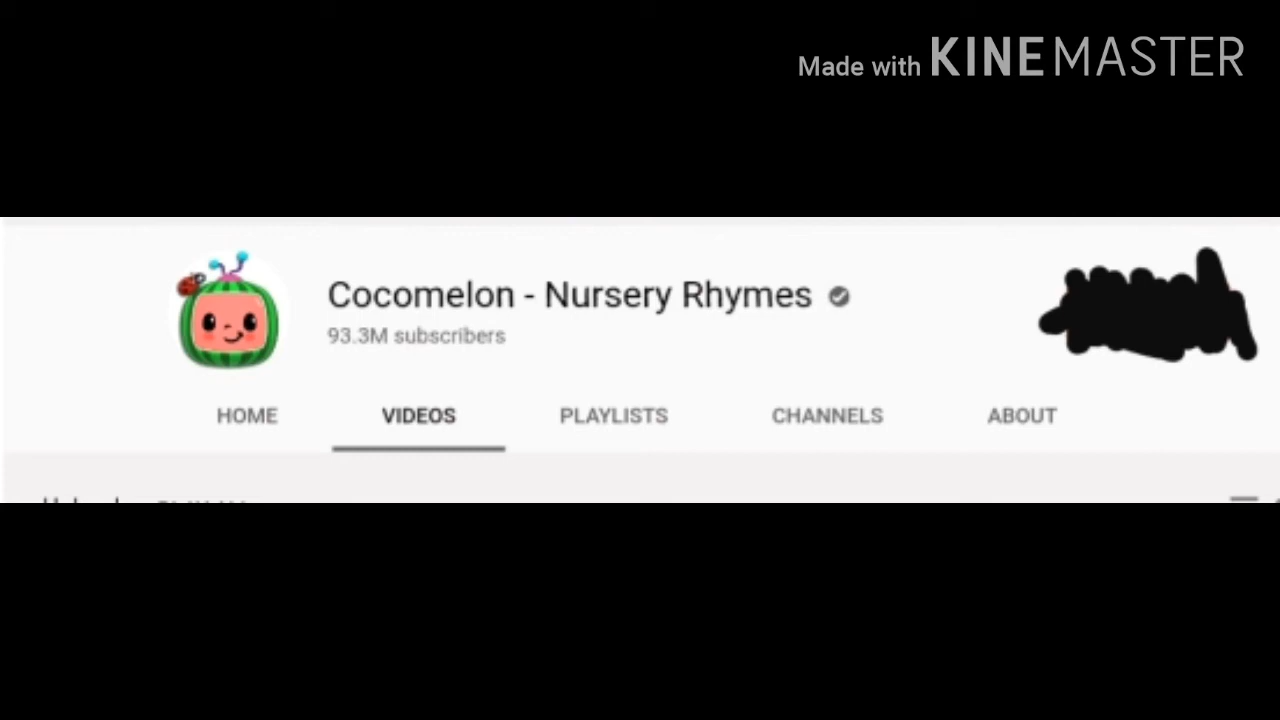 Made with KINEMASTER
Cocomelon - Nursery Rhymes
93.3M subscribers
HOME VIDEOS PLAYLISTS CHANNELS ABOUT